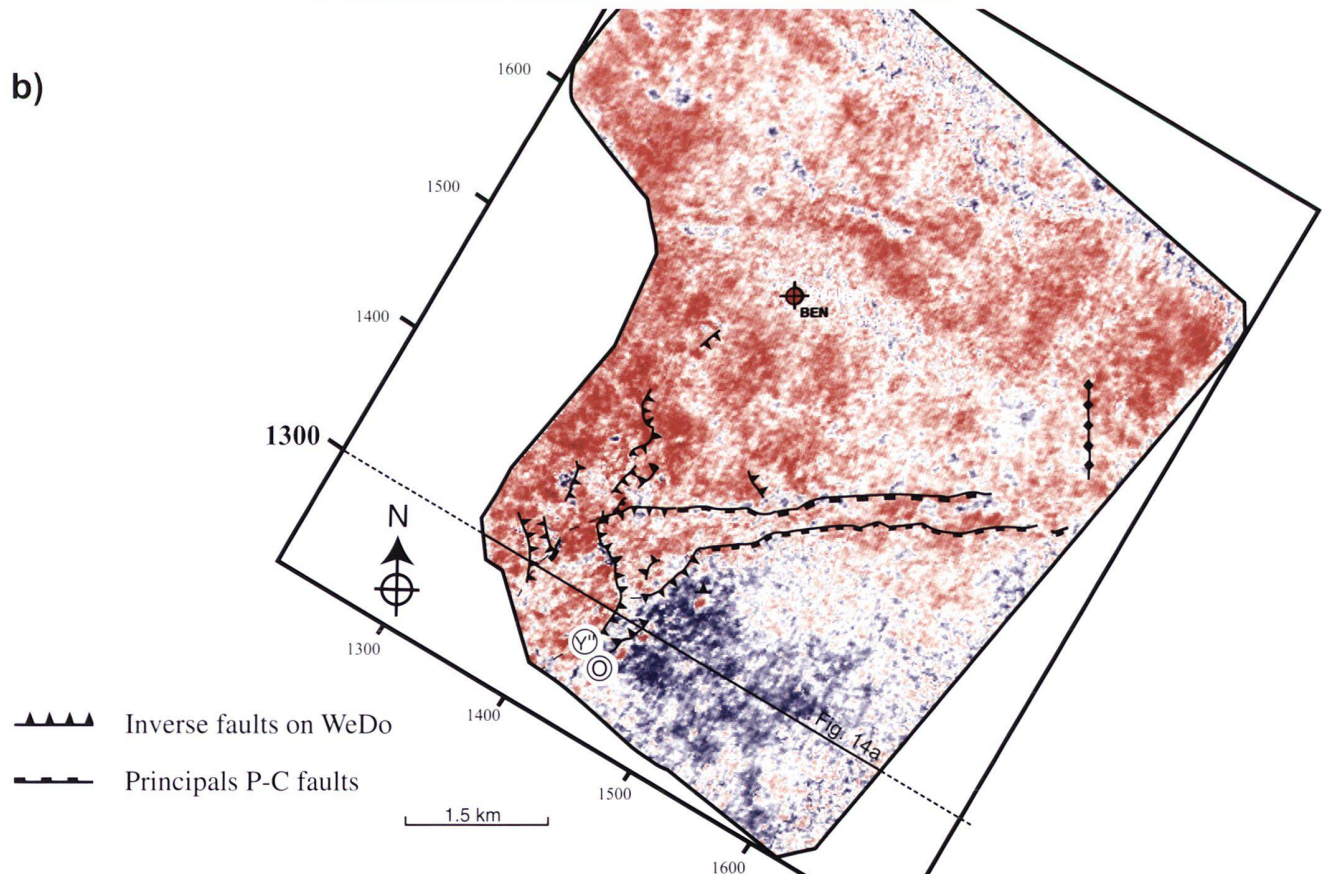 b)
1600
1500
1400
1300
BEN
N
Y"
O
1300
1400
1500
1600
Fig. 14a
Inverse faults on WeDo
Principals P-C faults
1.5 km